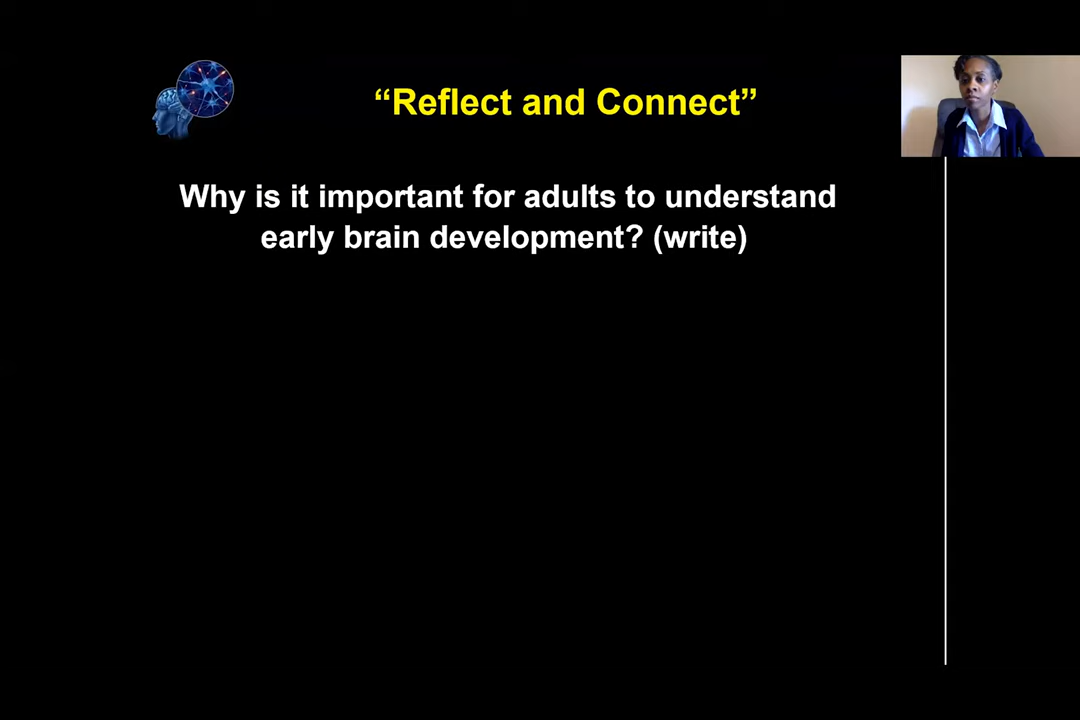 “Reflect and Connect”
Why is it important for adults to understand
early brain development? (write)